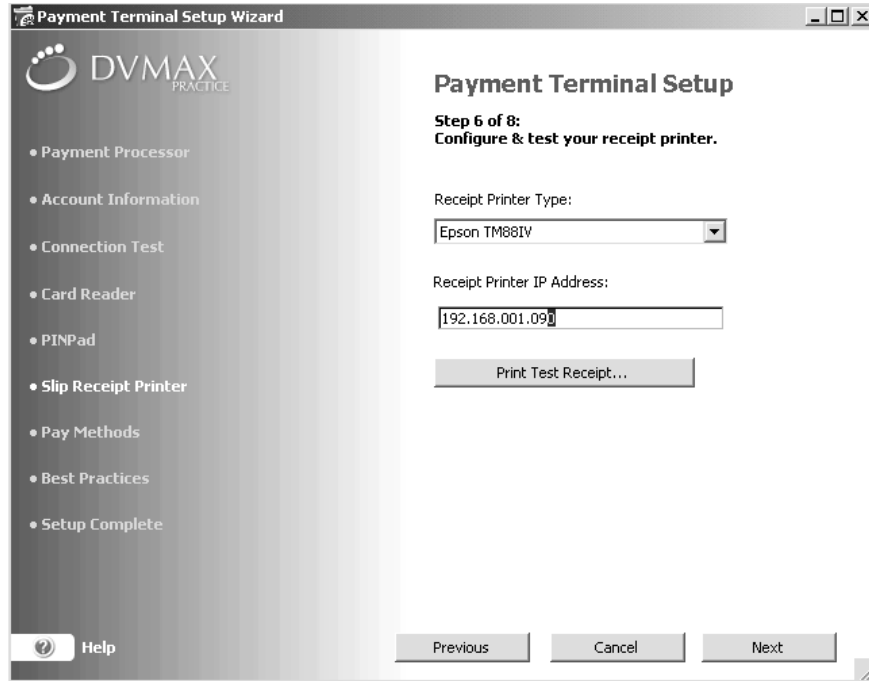 Payment Terminal Setup Wizard
DVMAX
PRACTICE
• Payment Processor
• Account Information
• Connection Test
• Card Reader
• PINPad
• Slip Receipt Printer
• Pay Methods
• Best Practices
• Setup Complete
? Help
Payment Terminal Setup
Step 6 of 8:
Configure & test your receipt printer.
Receipt Printer Type:
Epson TM88IV
Receipt Printer IP Address:
192.168.001.090
Print Test Receipt...
Previous
Cancel
Next